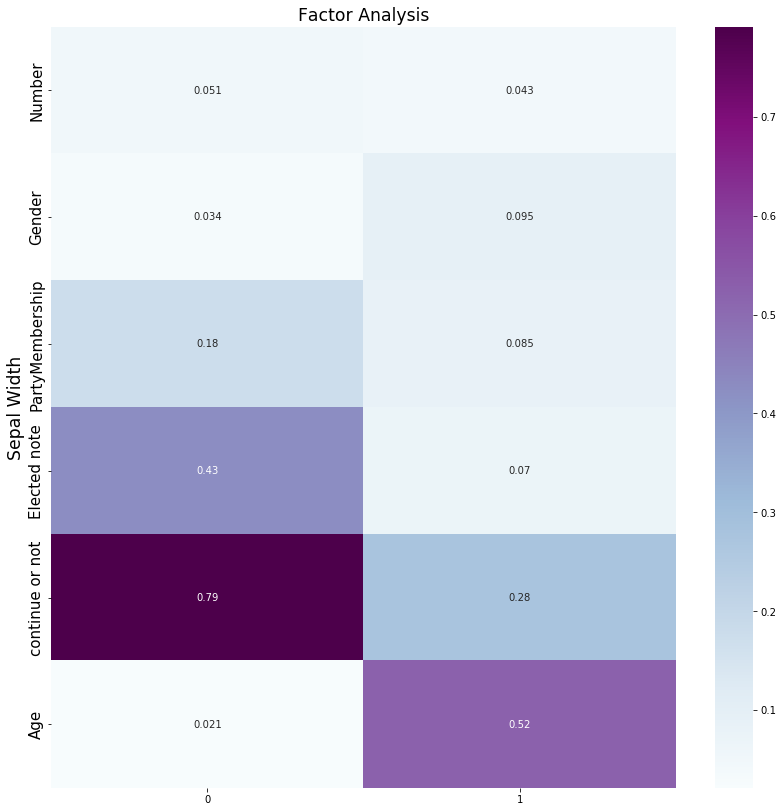 Factor Analysis
Sepal Width
Number
0.051
0.043
Gender
0.034
0.095
PartyMembership
0.18
0.085
Elected note
0.43
0.07
continue or not
0.79
0.28
Age
0.021
0.52
0
1
0.7
0.6
0.5
0.4
0.3
0.2
0.1